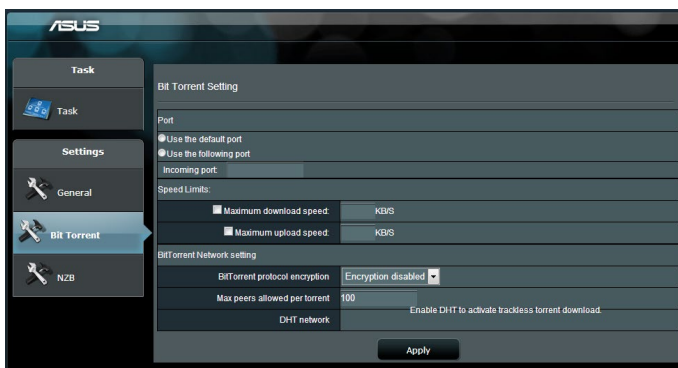 ASUS
Task
Task
Settings
General
Bit Torrent
NZB
Bit Torrent Setting
Port
Use the default port
Use the following port
Incoming port:
Speed Limits:
Maximum download speed: KB/S
Maximum upload speed: KB/S
BitTorrent Network setting
BitTorrent protocol encryption Encryption disabled
Max peers allowed per torrent 100
DHT network Enable DHT to activate trackless torrent download.
Apply